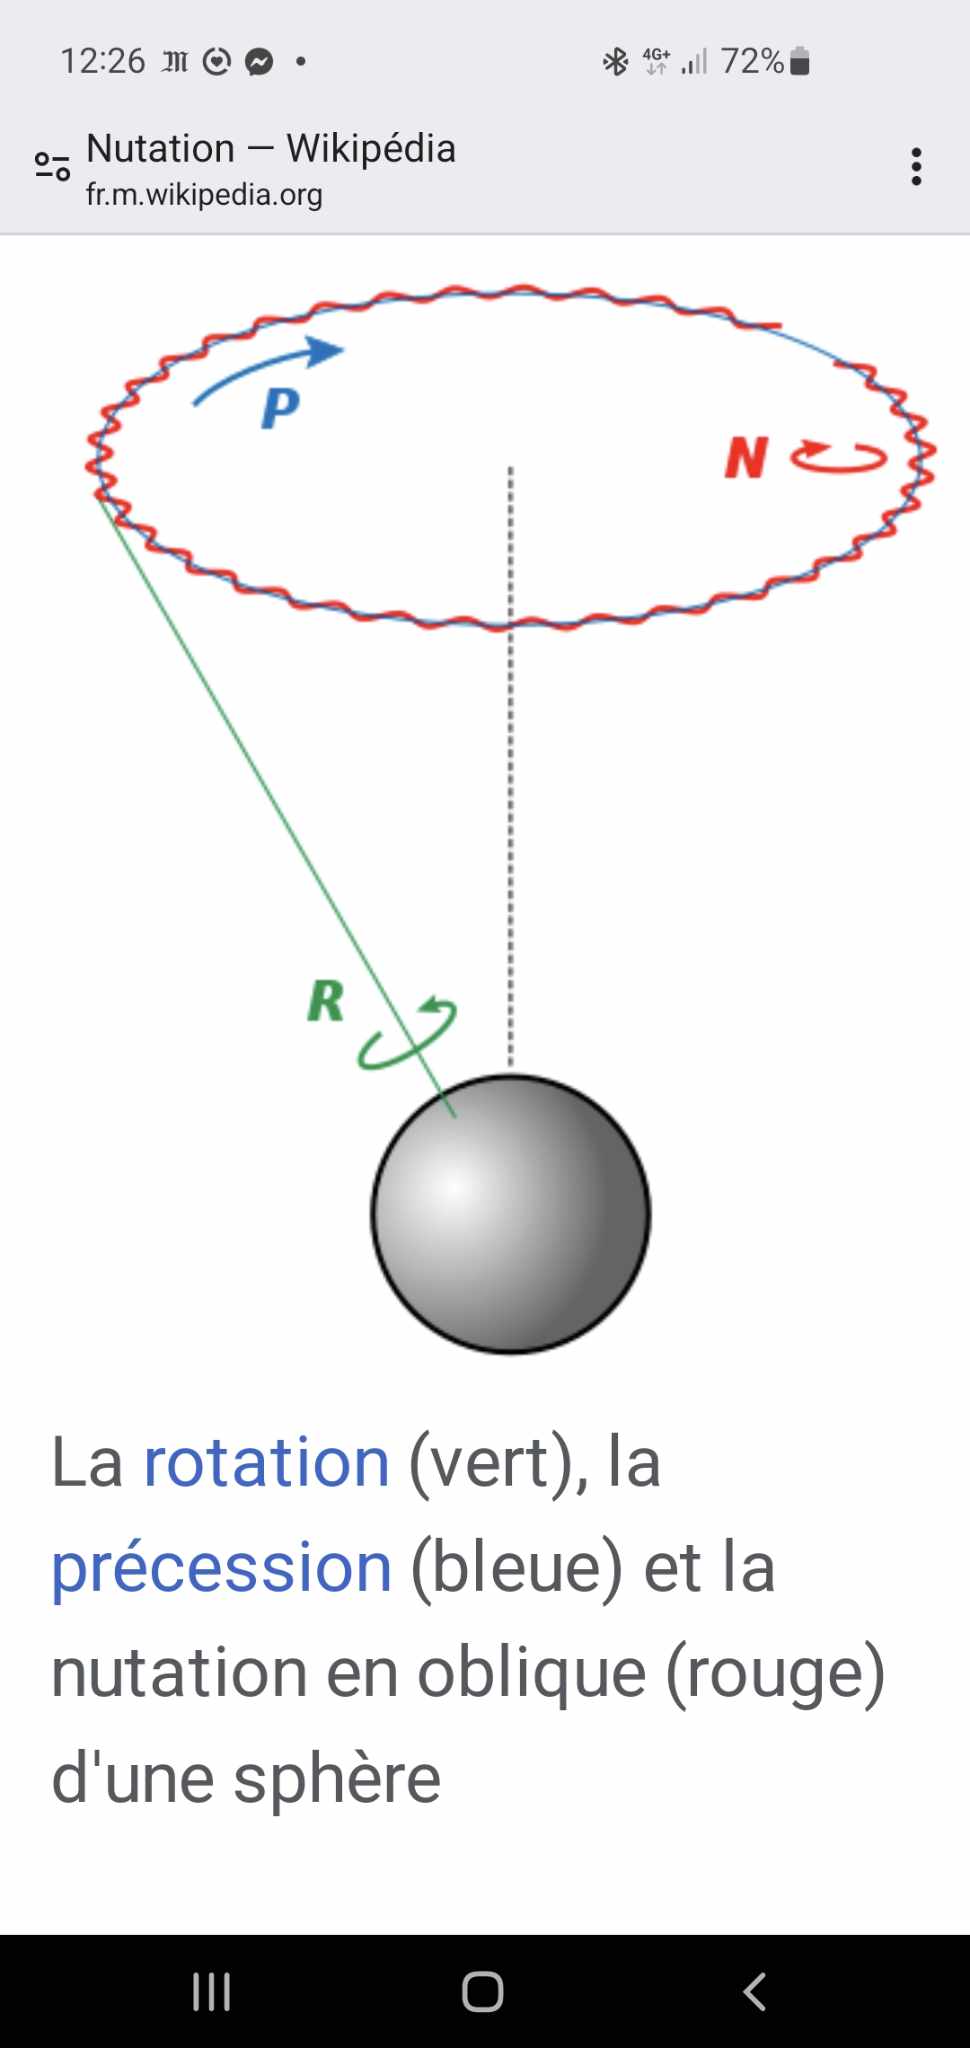 12:26
4G+ 72%
Nutation — Wikipédia
fr.m.wikipedia.org
P
N
R
La rotation (vert), la
précession (bleue) et la
nutation en oblique (rouge)
d'une sphère